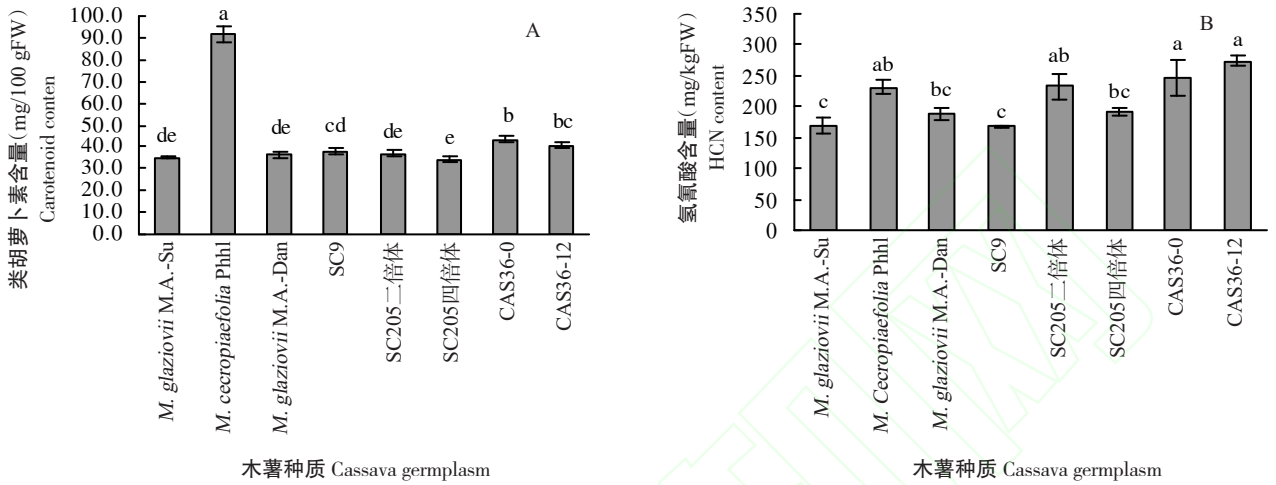 A
类胡萝卜素含量(mg/100 gFW)
Carotenoid conten
100.0
90.0
80.0
70.0
60.0
50.0
40.0
30.0
20.0
10.0
0.0
de
a
de
cd
de
e
b
bc
M. glaziovii M.A.-Su
M. cecropiaefolia Phhl
M. glaziovii M.A.-Dan
SC9
SC205二倍体
SC205四倍体
CAS36-0
CAS36-12
木薯种质 Cassava germplasm
B
氢氰酸含量(mg/kgFW)
HCN content
350
300
250
200
150
100
50
0
c
ab
bc
c
ab
bc
a
a
M. glaziovii M.A.-Su
M. Cecropiaefolia Phhl
M. glaziovii M.A.-Dan
SC9
SC205二倍体
SC205四倍体
CAS36-0
CAS36-12
木薯种质 Cassava germplasm